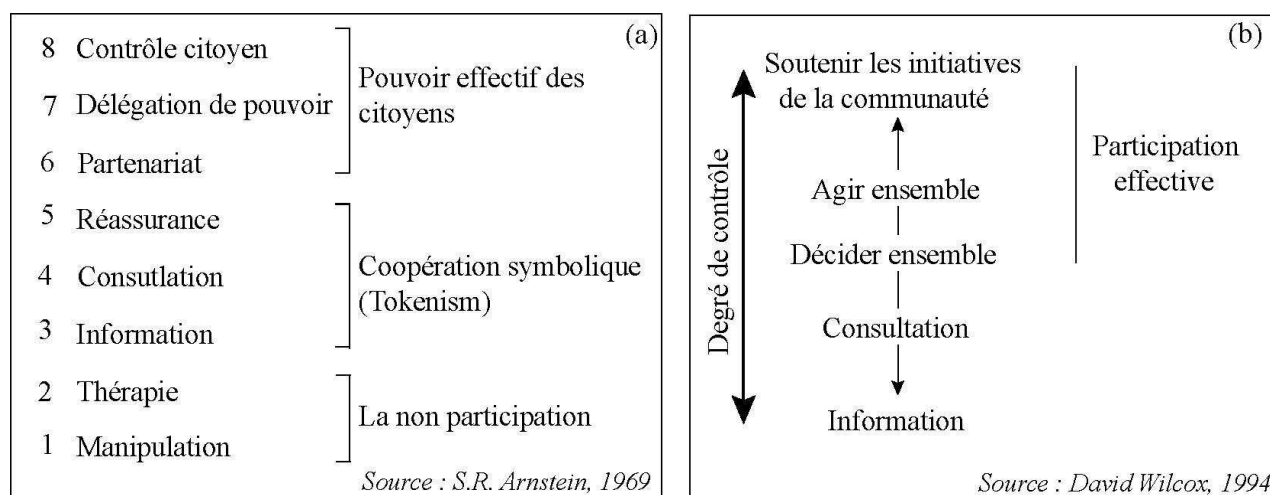 (a)
8 Contrôle citoyen
7 Délégation de pouvoir
6 Partenariat
Pouvoir effectif des
citoyens
5 Réassurance
4 Consutlation
3 Information
Coopération symbolique
(Tokenism)
2 Thérapie
1 Manipulation
La non participation
Source : S.R. Arnstein, 1969
(b)
Degré de contrôle
Soutenir les initiatives
de la communauté
Agir ensemble
Décider ensemble
Consultation
Information
Participation
effective
Source : David Wilcox, 1994